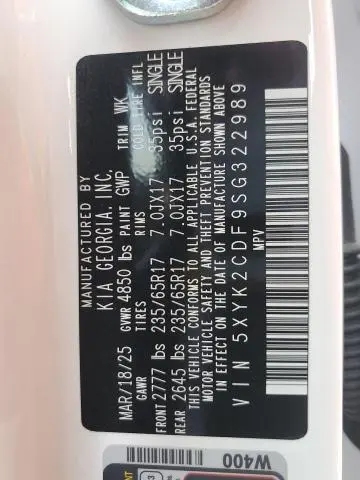 MANUFACTURED BY
KIA GEORGIA, INC.
MAR/18/25 GVWR 4850 lbs PAINT GWP TRIM WK
GAWR TIRES RIMS COLD TIRE INFL
FRONT 2777 lbs 235/65R17 7.0JX17 35psi SINGLE
REAR 2645 lbs 235/65R17 7.0JX17 35psi SINGLE
THIS VEHICLE CONFORMS TO ALL APPLICABLE U.S.A. FEDERAL
MOTOR VEHICLE SAFETY AND THEFT PREVENTION STANDARDS
IN EFFECT ON THE DATE OF MANUFACTURE SHOWN ABOVE.
VIN 5XYK2CDF9SG322989
MPV
W400